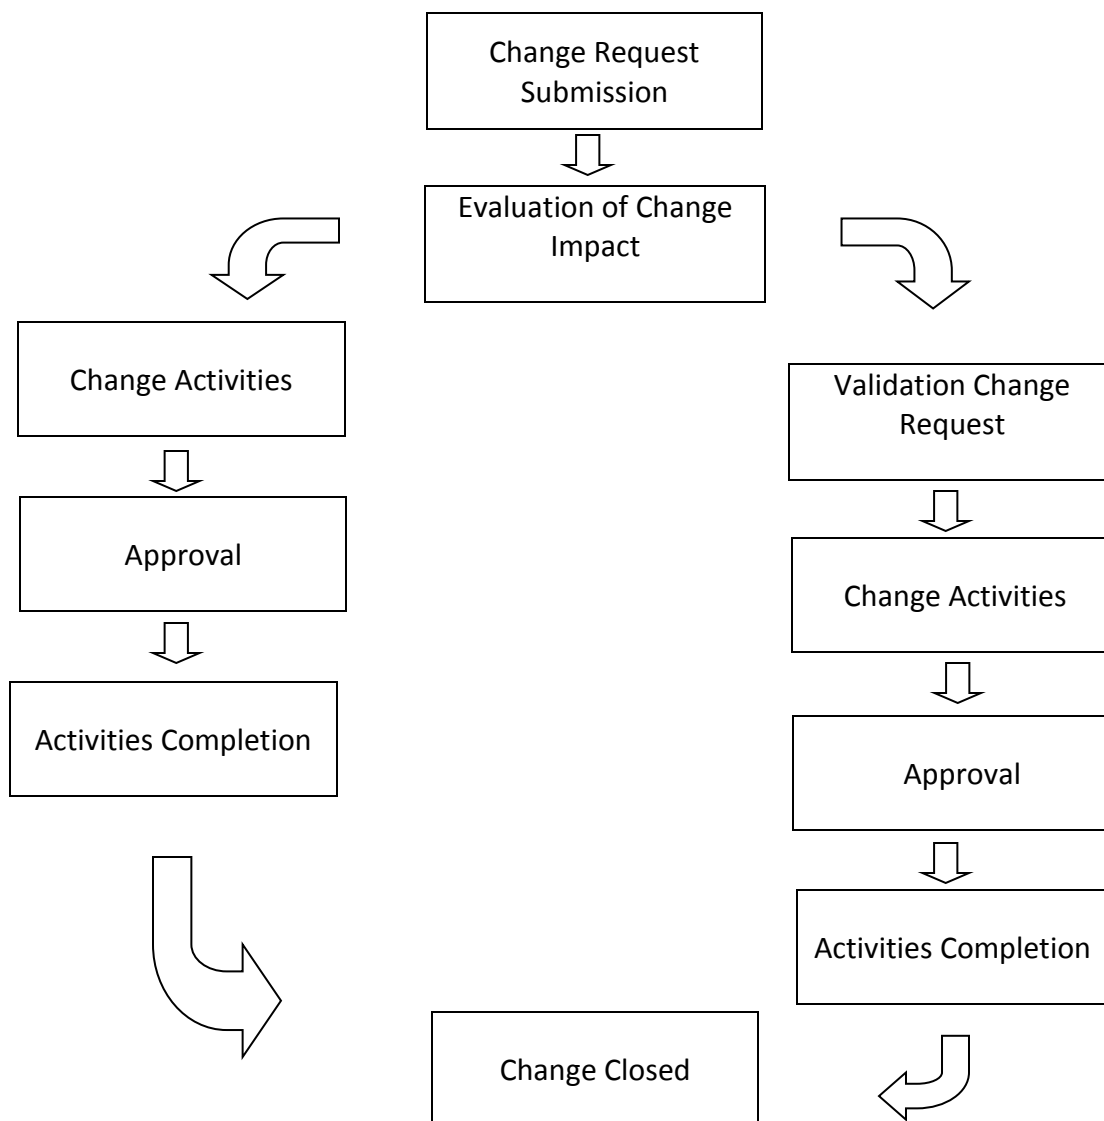 Change Request
Submission
Evaluation of Change
Impact
Change Activities
Approval
Activities Completion
Validation Change
Request
Change Activities
Approval
Activities Completion
Change Closed